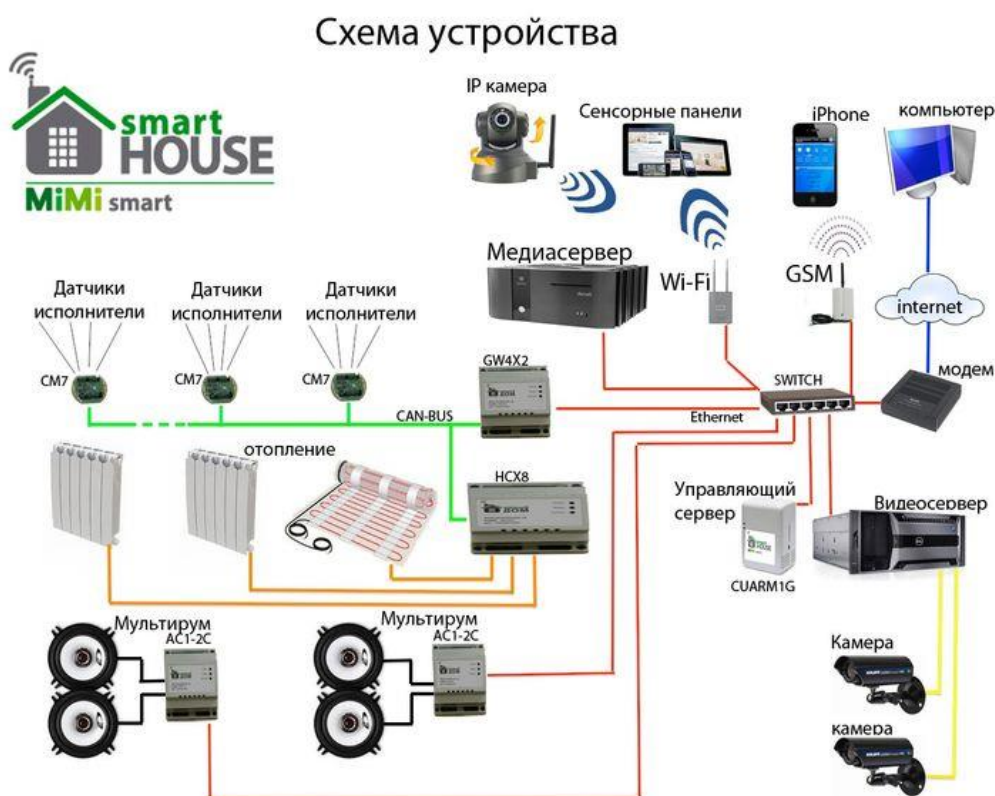 Схема устройства
smart
HOUSE
MiMi smart
IP камера
Сенсорные панели
iPhone
компьютер
Медиасервер
Wi-Fi
GSM
internet
Датчики
исполнители
Датчики
исполнители
Датчики
исполнители
CM7
CM7
CM7
GW4X2
SWITCH
модем
CAN-BUS
Ethernet
отопление
HCX8
Управляющий
сервер
Видеосервер
CUARM1G
Мультирум
AC1-2C
Мультирум
AC1-2C
Камера
камера